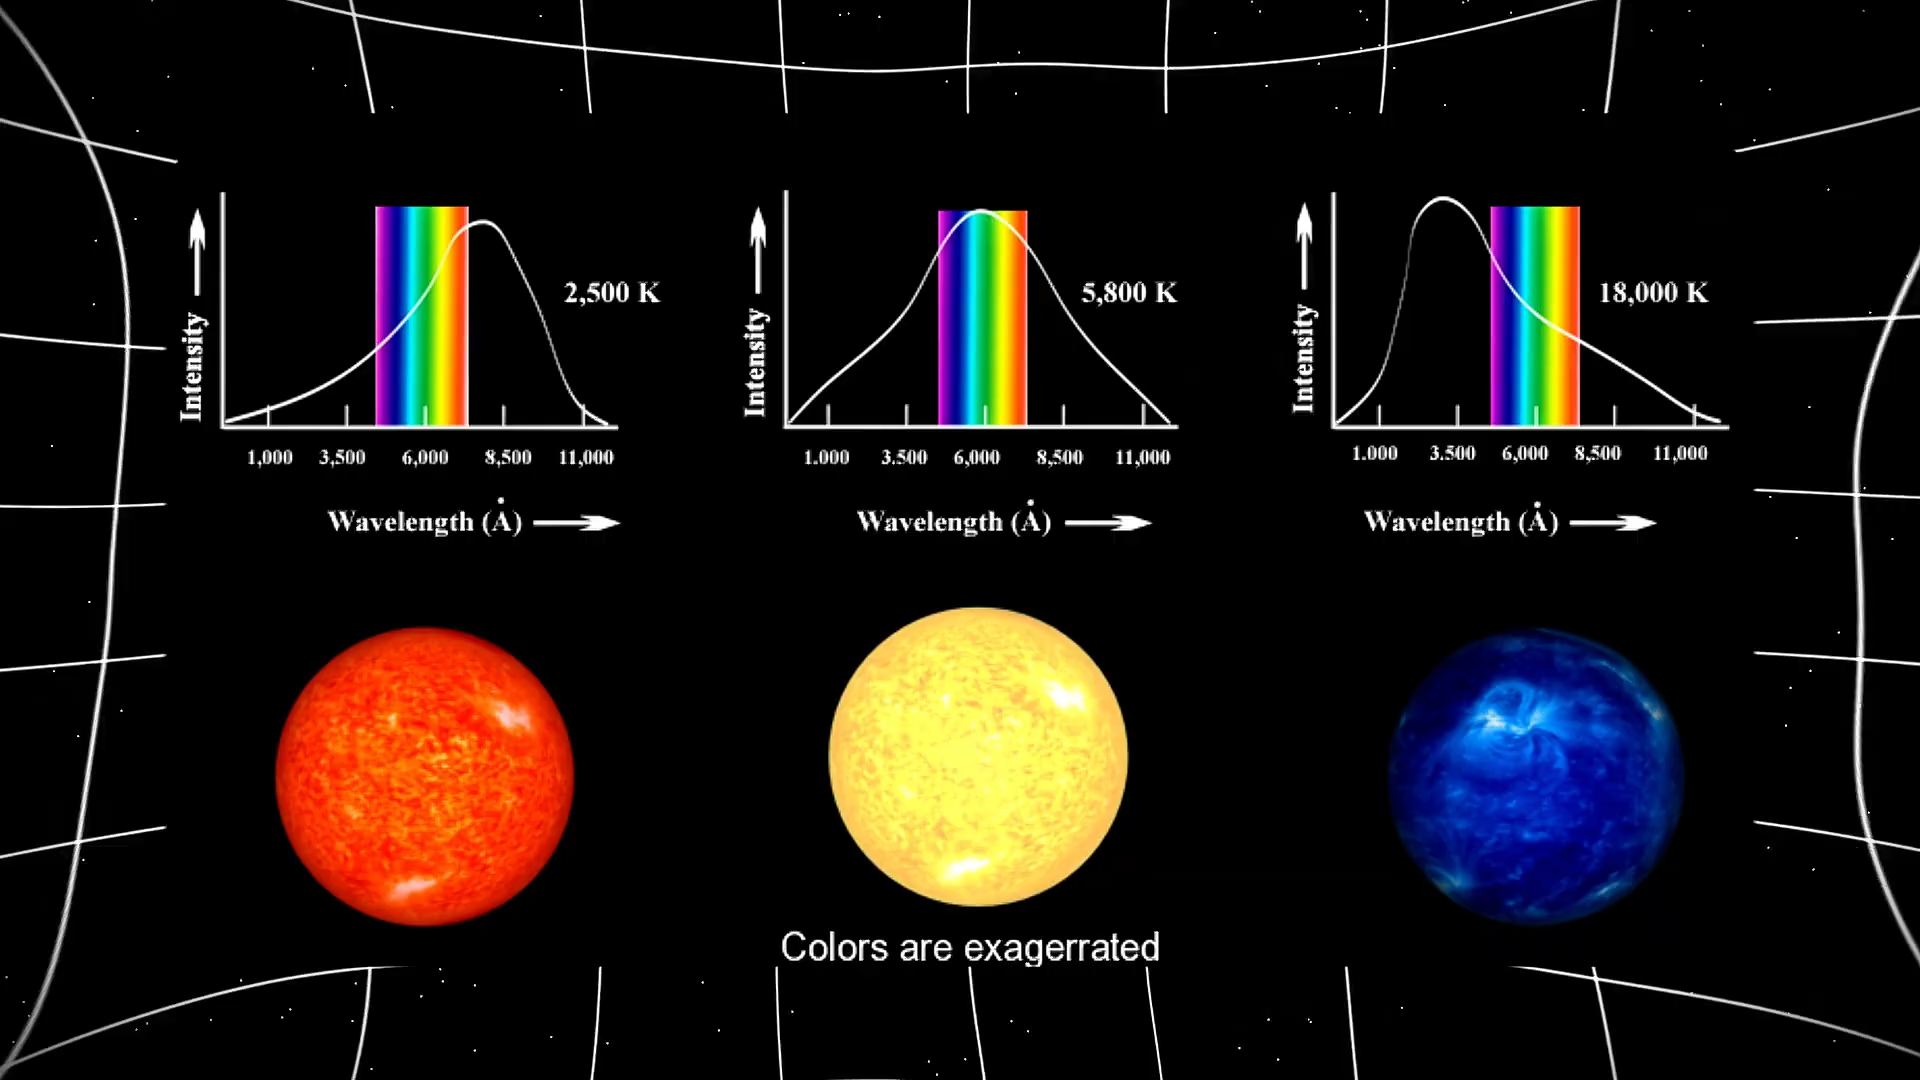 Intensity
2,500 K
1,000 3,500 6,000 8,500 11,000
Wavelength (Å)
Intensity
5,800 K
1.000 3.500 6,000 8,500 11,000
Wavelength (Å)
Intensity
18,000 K
1.000 3.500 6,000 8,500 11,000
Wavelength (Å)
Colors are exagerrated